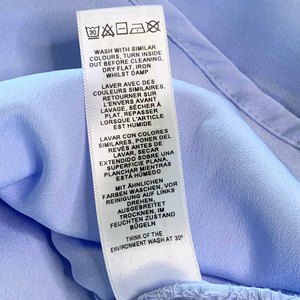 30
WASH WITH SIMILAR
COLOURS, TURN INSIDE
OUT BEFORE CLEANING,
DRY FLAT, IRON
WHILST DAMP
LAVER AVEC DES
COULEURS SIMILAIRES,
RETOURNER SUR
L'ENVERS AVANT
LAVAGE, SÉCHER À
PLAT, REPASSER
LORSQUE L'ARTICLE
EST HUMIDE
LAVAR CON COLORES
SIMILARES, PONER DEL
REVÉS ANTES DE
LAVAR, SECAR
EXTENDIDO SOBRE UNA
SUPERFICIE PLANA,
PLANCHAR MIENTRAS
ESTÁ HÚMEDO
MIT ÄHNLICHEN
FARBEN WASCHEN, VOR
REINIGUNG AUF LINKS
DREHEN,
AUSGEBREITET
TROCKNEN, IM
FEUCHTEN ZUSTAND
BÜGELN
THINK OF THE
ENVIRONMENT WASH AT 30°